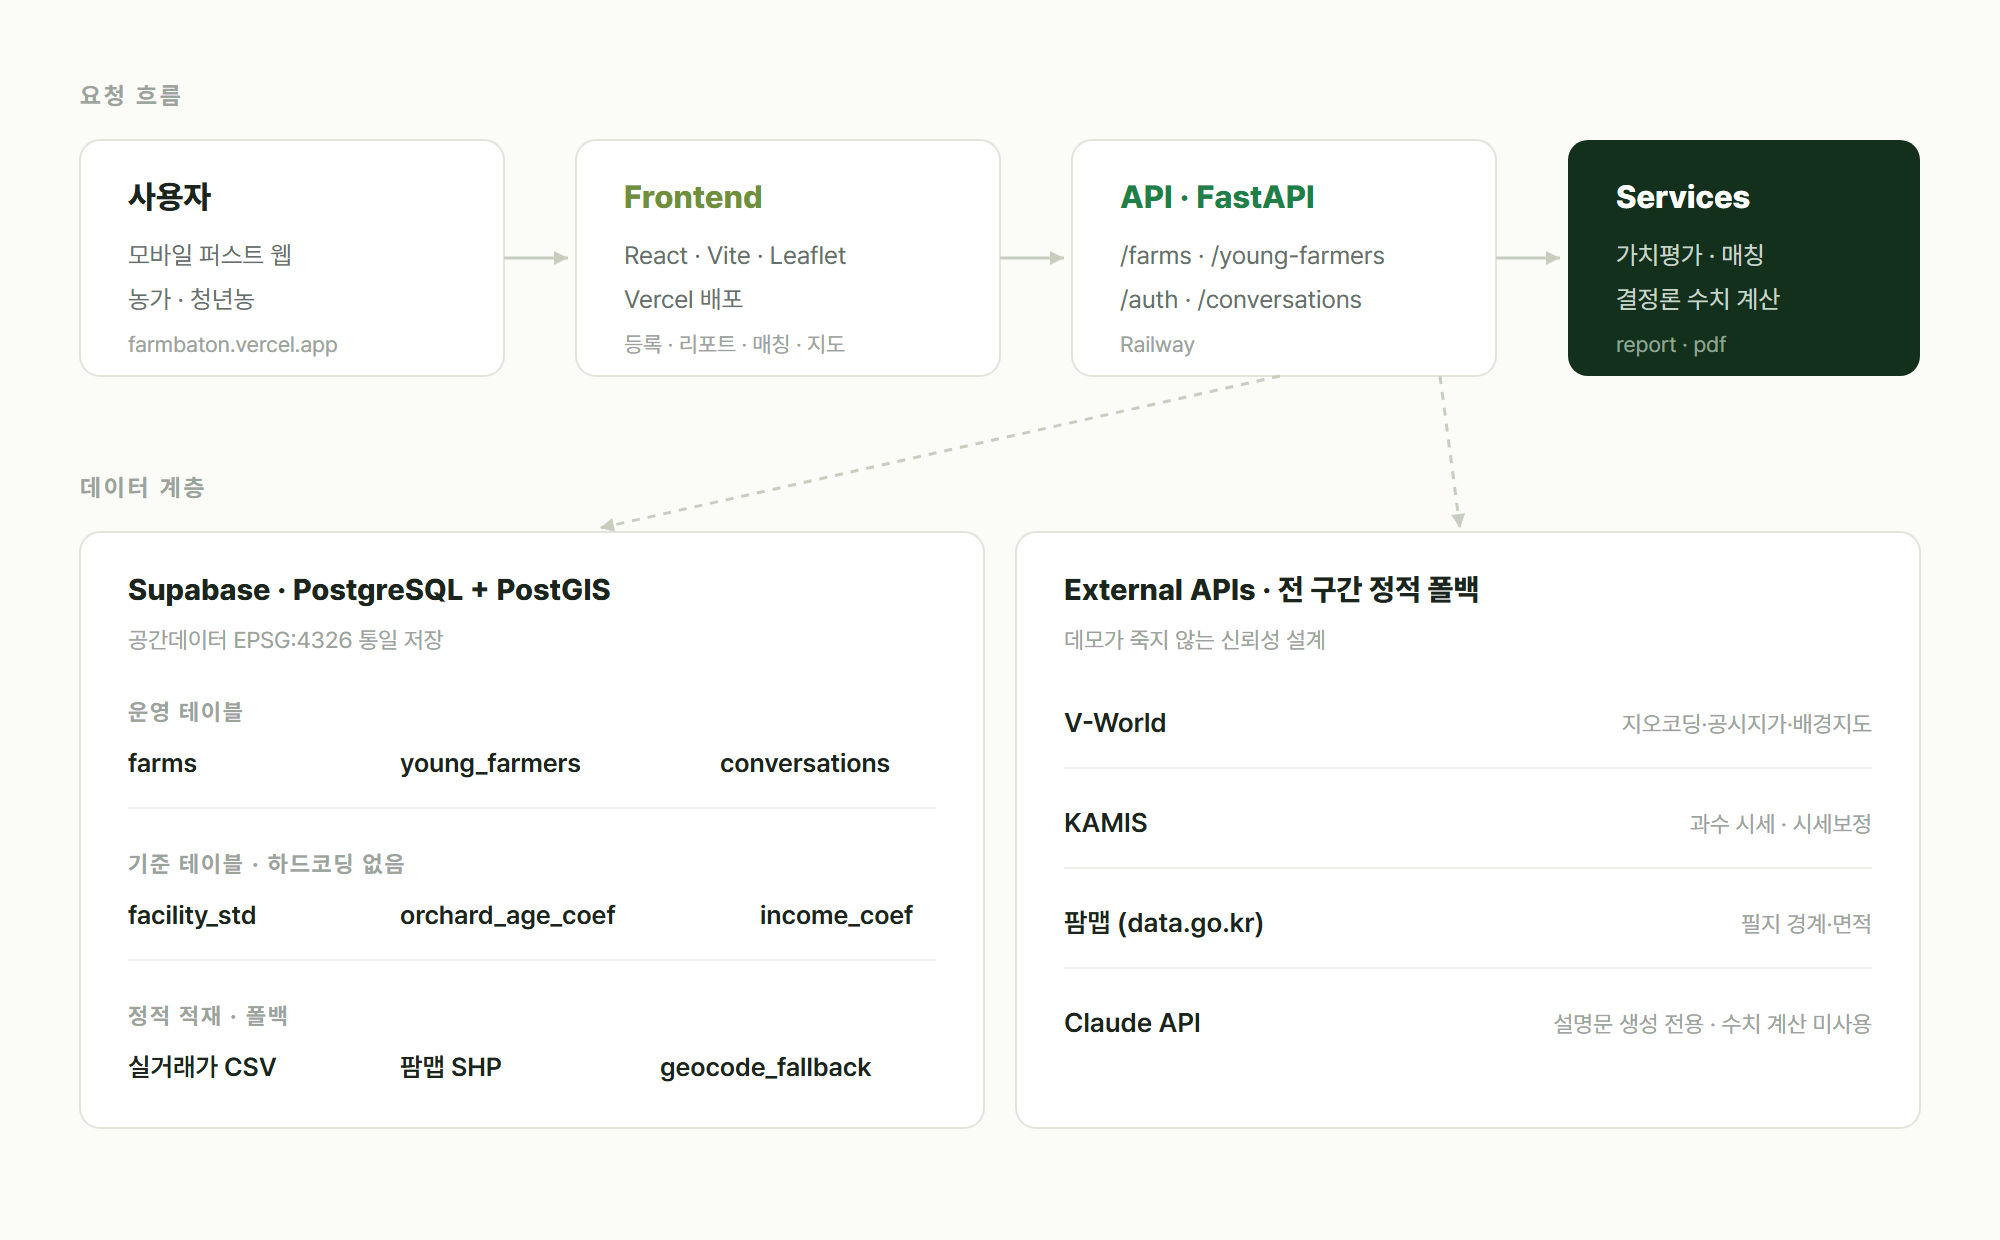 요청 흐름
사용자
모바일 퍼스트 웹
농가 · 청년농
farmbaton.vercel.app
Frontend
React · Vite · Leaflet
Vercel 배포
등록 · 리포트 · 매칭 · 지도
API · FastAPI
/farms · /young-farmers
/auth · /conversations
Railway
Services
가치평가 · 매칭
결정론 수치 계산
report · pdf
데이터 계층
Supabase · PostgreSQL + PostGIS
공간데이터 EPSG:4326 통일 저장
운영 테이블
farms young_farmers conversations
기준 테이블 · 하드코딩 없음
facility_std orchard_age_coef income_coef
정적 적재 · 폴백
실거래가 CSV 팜맵 SHP geocode_fallback
External APIs · 전 구간 정적 폴백
데모가 죽지 않는 신뢰성 설계
V-World 지오코딩·공시지가·배경지도
KAMIS 과수 시세 · 시세보정
팜맵 (data.go.kr) 필지 경계·면적
Claude API 설명문 생성 전용 · 수치 계산 미사용